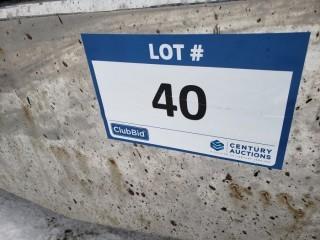 LOT #
40
ClubBid
CENTURY
AUCTIONS